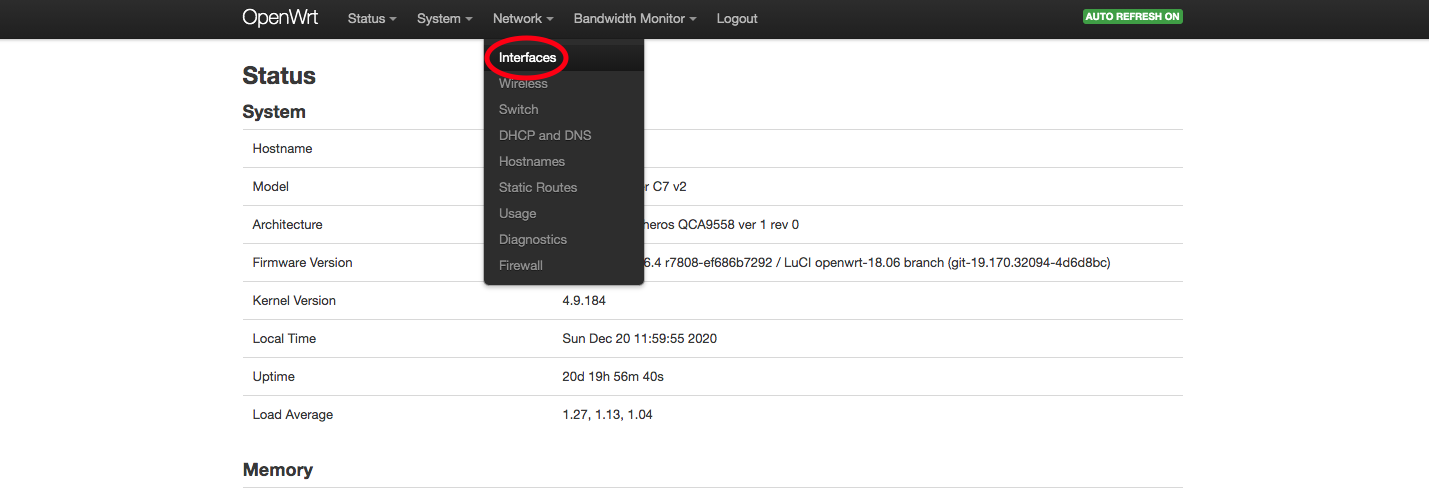 OpenWrt Status System Network Bandwidth Monitor Logout AUTO REFRESH ON
Interfaces
Wireless
Switch
DHCP and DNS
Hostnames
Static Routes
Usage
Diagnostics
Firewall
Status
System
Hostname
Model r C7 v2
Architecture heros QCA9558 ver 1 rev 0
Firmware Version 6.4 r7808-ef686b7292 / LuCI openwrt-18.06 branch (git-19.170.32094-4d6d8bc)
Kernel Version 4.9.184
Local Time Sun Dec 20 11:59:55 2020
Uptime 20d 19h 56m 40s
Load Average 1.27, 1.13, 1.04
Memory